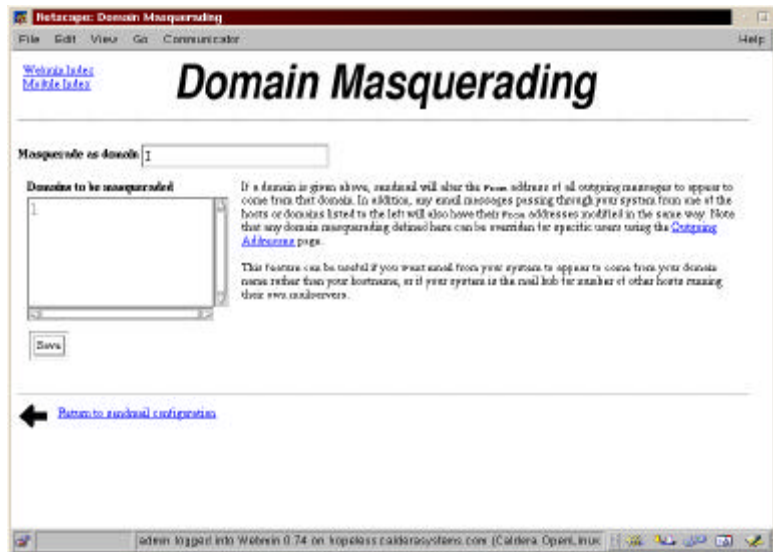 Netscape: Domain Masquerading
File Edit View Go Communicator Help
Webmin Index
Module Index
Domain Masquerading
Masquerade as domain
Domains to be masqueraded
If a domain is given above, sendmail will alter the From address of all outgoing messages to appear to
come from that domain. In addition, any email messages passing through your system from one of the
hosts or domains listed to the left will also have their From addresses modified in the same way. Note
that any domain masquerading defined here can be overriden for specific users using the Outgoing
Addresses page.
This feature can be useful if you want email from your system to appear to come from your domain
name rather than your hostname, or if your system is the mail hub for number of other hosts running
their own mailservers.
Save
Return to sendmail configuration
admin logged into Webmin 0.74 on hopeless.calderasystems.com (Caldera OpenLinux